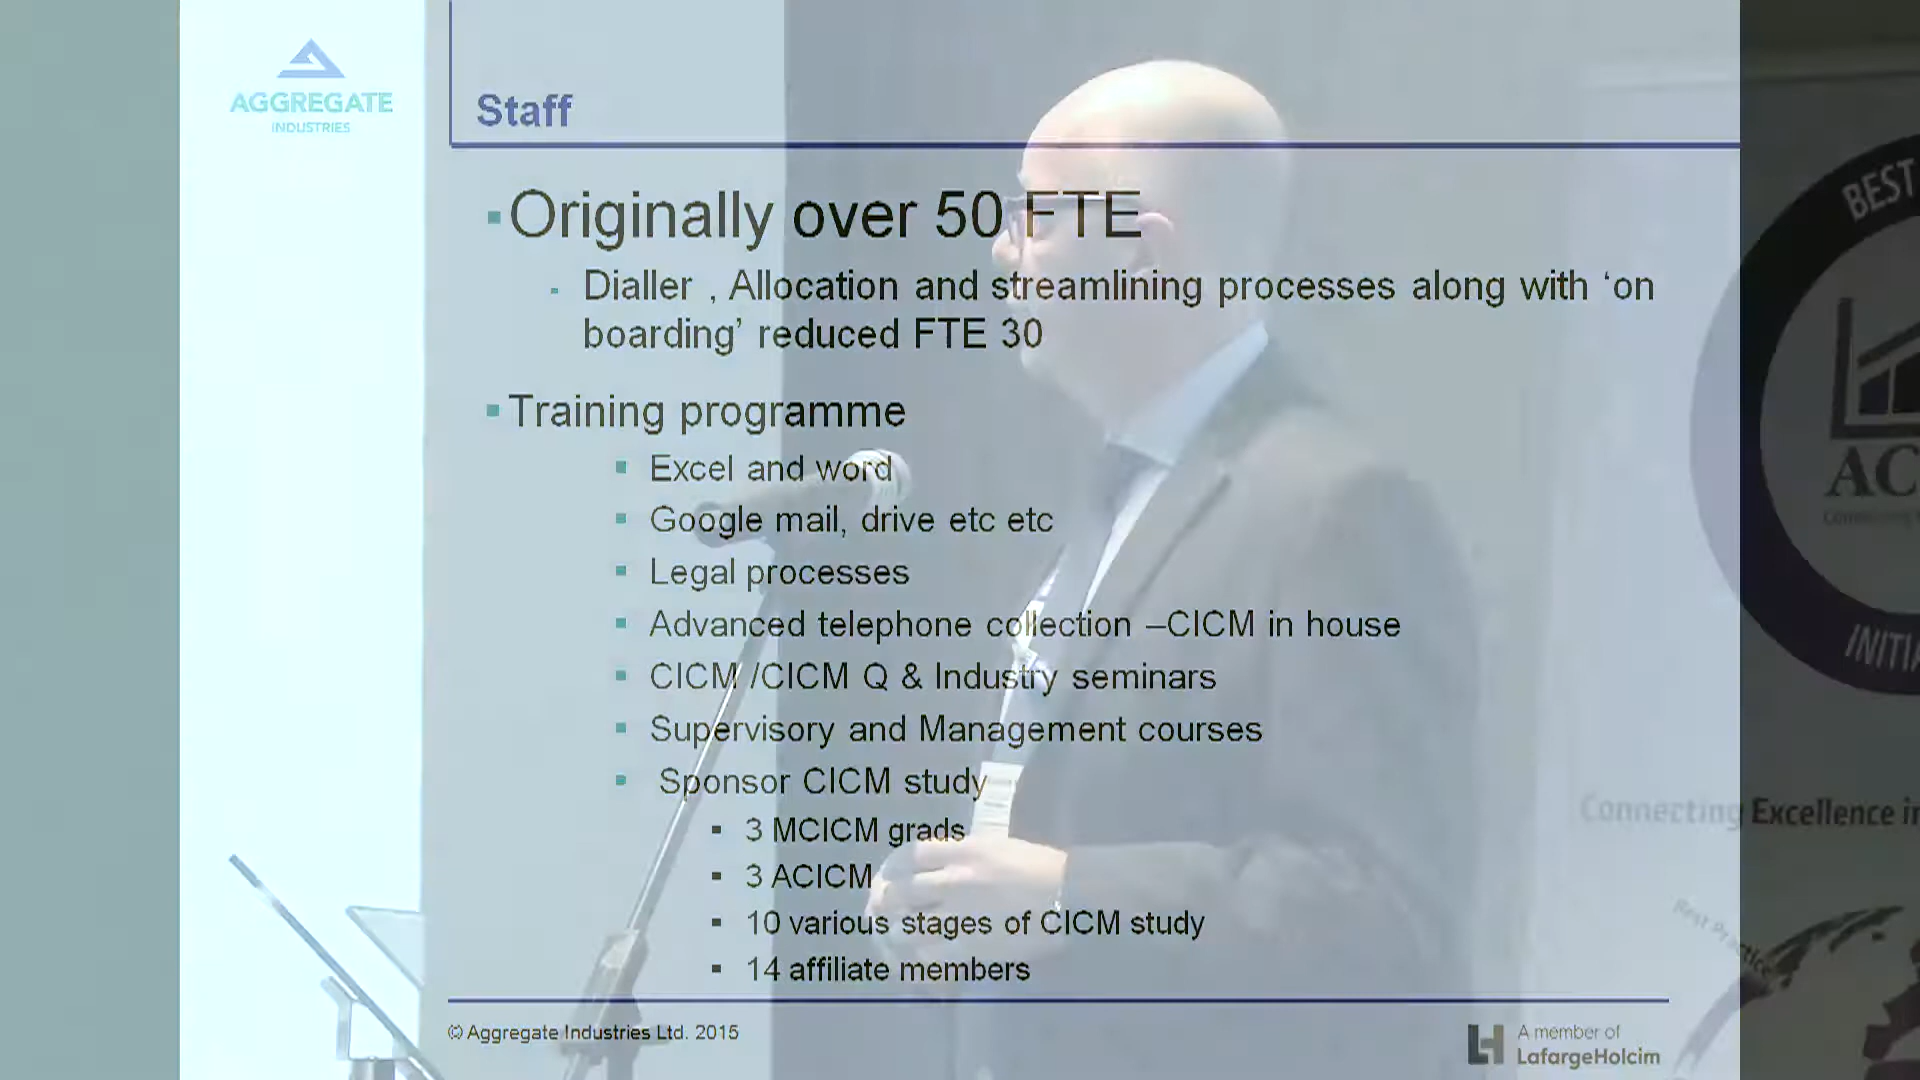 AGGREGATE
INDUSTRIES
Staff
Originally over 50 FTE
Dialler , Allocation and streamlining processes along with ‘on
boarding’ reduced FTE 30
Training programme
Excel and word
Google mail, drive etc etc
Legal processes
Advanced telephone collection –CICM in house
CICM /CICM Q & Industry seminars
Supervisory and Management courses
Sponsor CICM study
3 MCICM grads
3 ACICM
10 various stages of CICM study
14 affiliate members
© Aggregate Industries Ltd. 2015
A member of
LafargeHolcim
BEST
AC
Connecting Excellence in
Best Practice